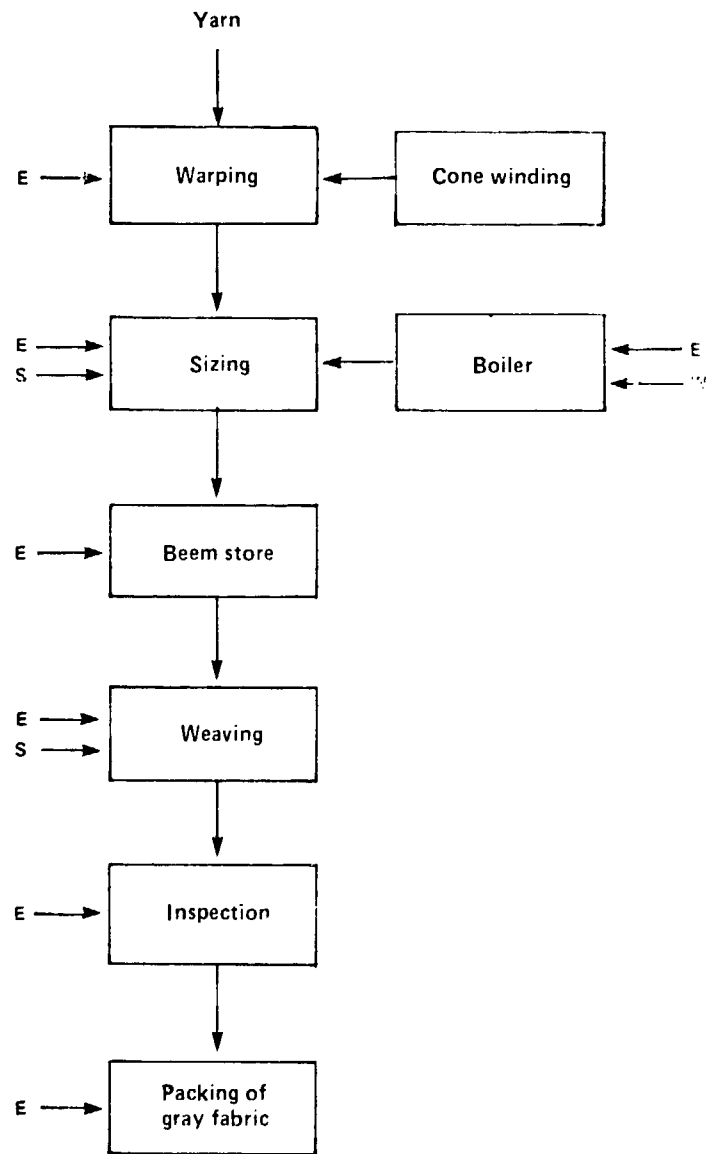 Yarn
E
Warping
Cone winding
E
S
Sizing
Boiler
E
E
Beem store
E
S
Weaving
E
Inspection
E
Packing of
gray fabric